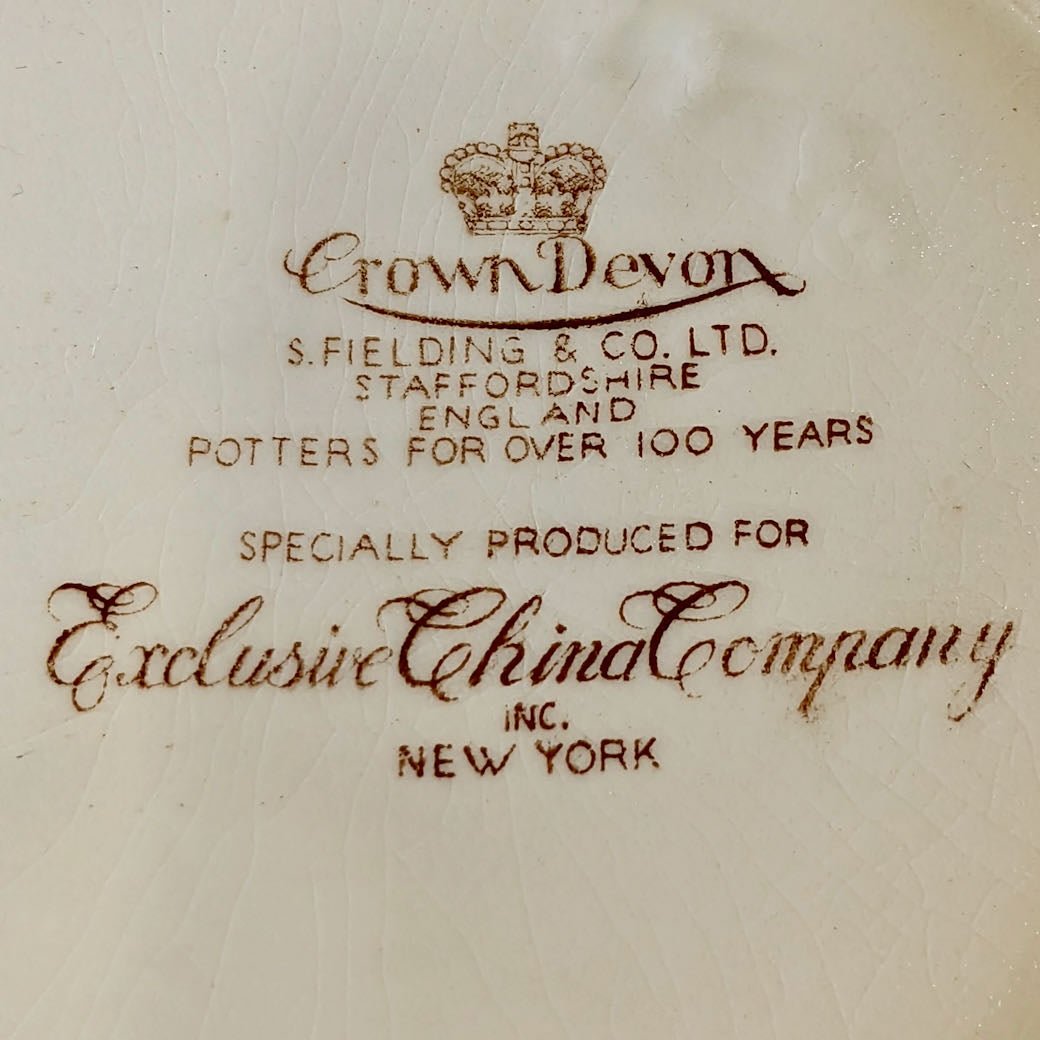 Crown Devon
S. FIELDING & CO. LTD.
STAFFORDSHIRE
ENGLAND
POTTERS FOR OVER 100 YEARS
SPECIALLY PRODUCED FOR
Exclusive China Company
INC.
NEW YORK